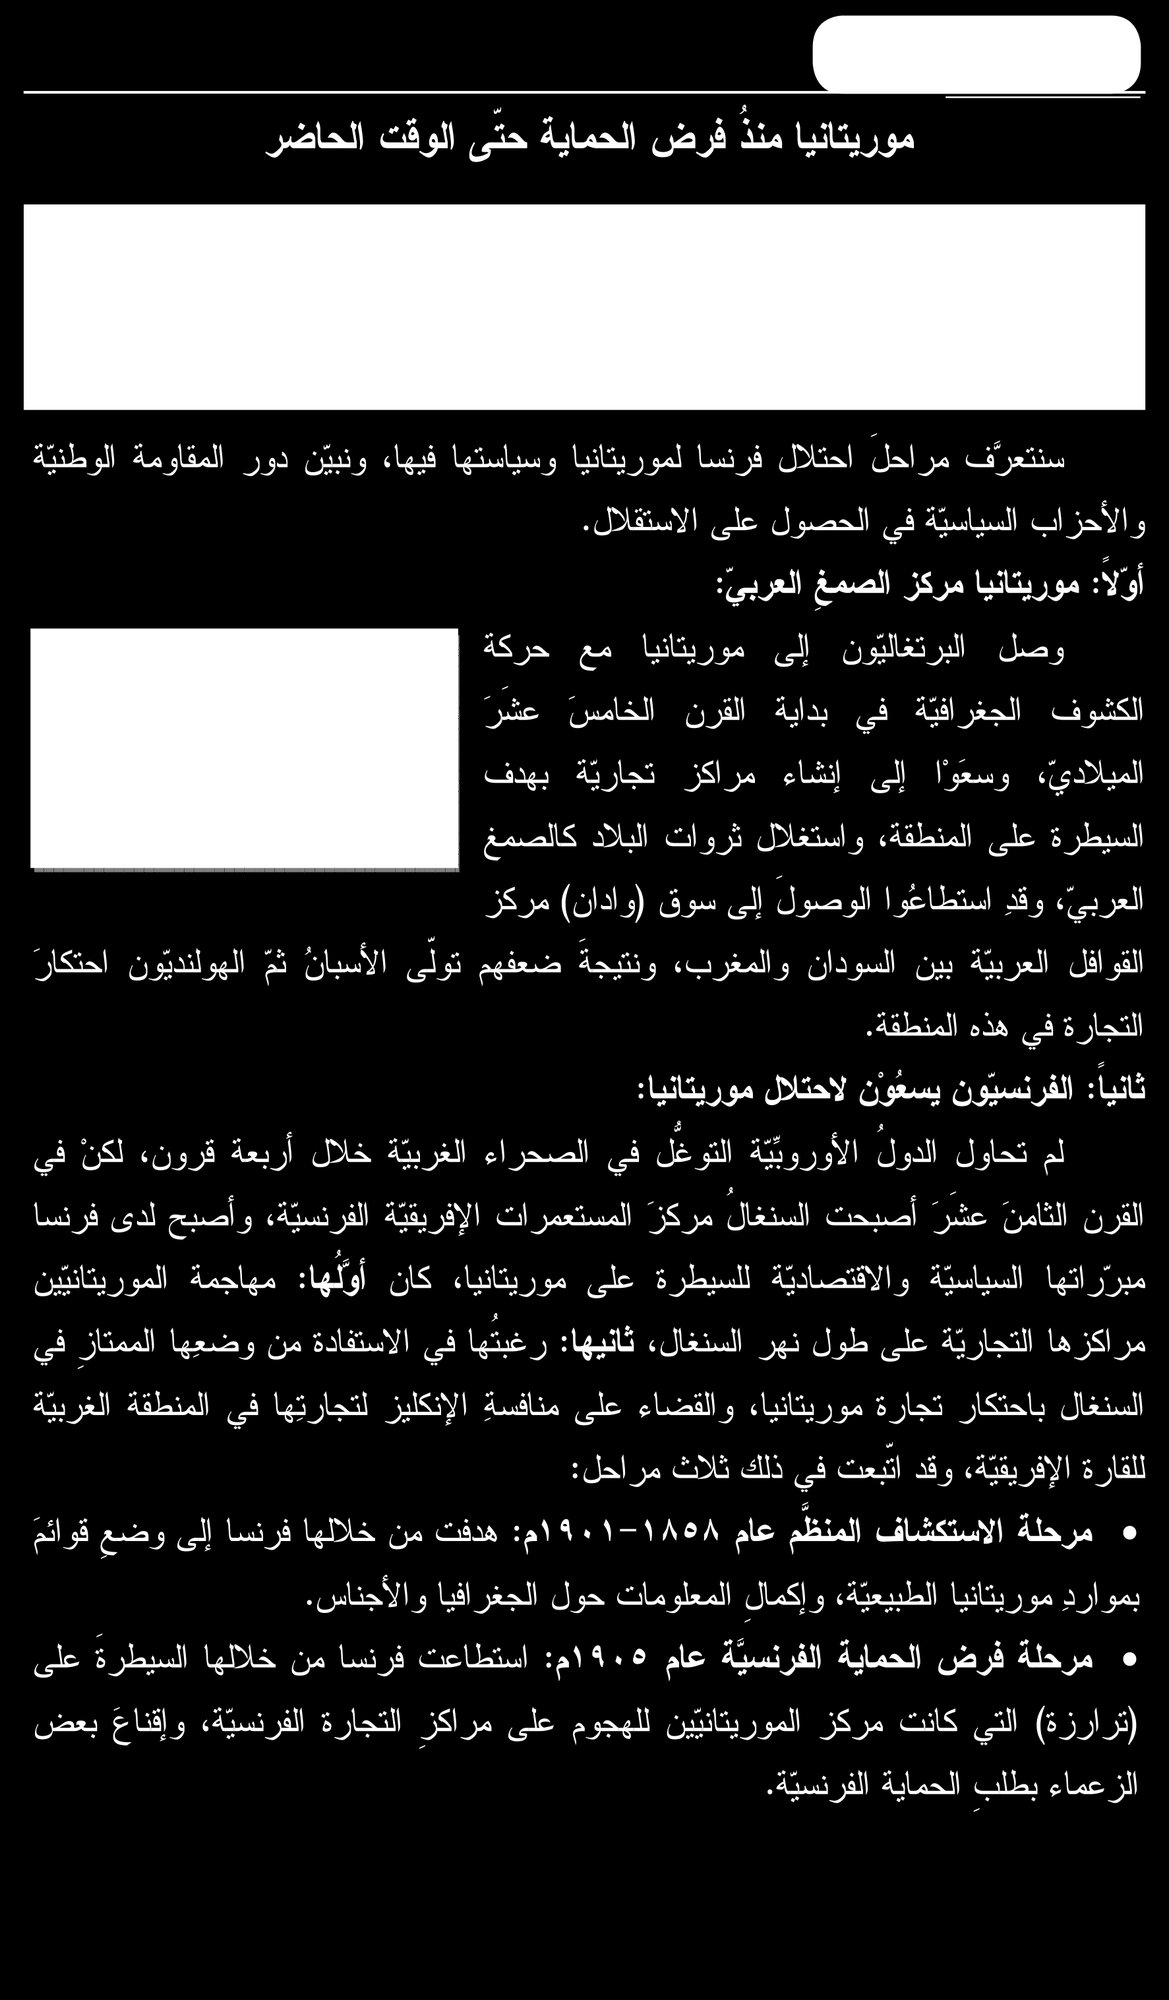 موريتانيا منذُ فرض الحماية حتّى الوقت الحاضر
سنتعرَّف مراحلَ احتلال فرنسا لموريتانيا وسياستها فيها، ونبيّن دور المقاومة الوطنيّة
والأحزاب السياسيّة في الحصول على الاستقلال.
أوّلاً: موريتانيا مركز الصمغِ العربيّ:
وصل البرتغاليّون إلى موريتانيا مع حركة
الكشوف الجغرافيّة في بداية القرن الخامسَ عشَرَ
الميلاديّ، وسعَوْا إلى إنشاء مراكز تجاريّة بهدف
السيطرة على المنطقة، واستغلال ثروات البلاد كالصمغ
العربيّ، وقدِ استطاعُوا الوصولَ إلى سوق (وادان) مركز
القوافل العربيّة بين السودان والمغرب، ونتيجةَ ضعفهم تولّى الأسبانُ ثمّ الهولنديّون احتكارَ
التجارة في هذه المنطقة.
ثانياً: الفرنسيّون يسعُوْن لاحتلال موريتانيا:
لم تحاول الدولُ الأوروبِّيّة التوغُّل في الصحراء الغربيّة خلال أربعة قرون، لكنْ في
القرن الثامنَ عشَرَ أصبحت السنغالُ مركزَ المستعمرات الإفريقيّة الفرنسيّة، وأصبح لدى فرنسا
مبرّراتها السياسيّة والاقتصاديّة للسيطرة على موريتانيا، كان أوَّلُها: مهاجمة الموريتانيّين
مراكزها التجاريّة على طول نهر السنغال، ثانيها: رغبتُها في الاستفادة من وضعِها الممتازِ في
السنغال باحتكار تجارة موريتانيا، والقضاء على منافسةِ الإنكليز لتجارتِها في المنطقة الغربيّة
للقارة الإفريقيّة، وقد اتّبعت في ذلك ثلاث مراحل:
• مرحلة الاستكشاف المنظَّم عام ١٨٥٨-١٩٠١م: هدفت من خلالها فرنسا إلى وضعِ قوائمَ
بمواردِ موريتانيا الطبيعيّة، وإكمالِ المعلومات حول الجغرافيا والأجناس.
• مرحلة فرض الحماية الفرنسيَّة عام ١٩٠٥م: استطاعت فرنسا من خلالها السيطرةَ على
(ترارزة) التي كانت مركز الموريتانيّين للهجوم على مراكزِ التجارة الفرنسيّة، وإقناعَ بعض
الزعماء بطلبِ الحماية الفرنسيّة.